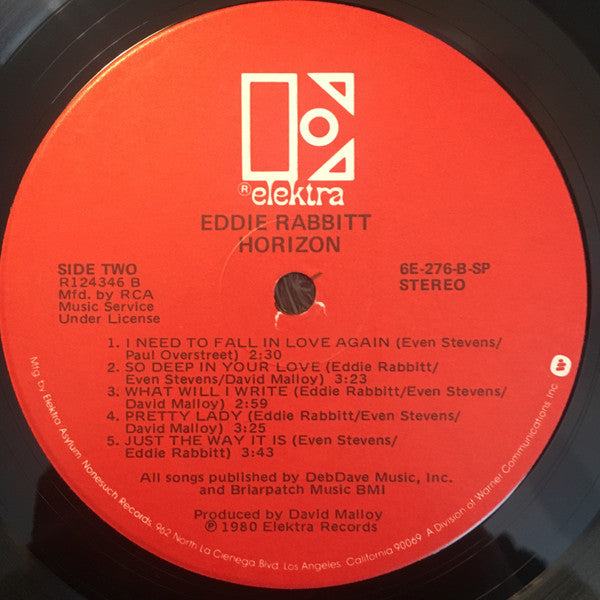 ® elektra
EDDIE RABBITT
HORIZON
SIDE TWO
R124346 B
Mfd. by RCA
Music Service
Under License
6E-276-B-SP
STEREO
1. I NEED TO FALL IN LOVE AGAIN (Even Stevens/
Paul Overstreet) 2:30
2. SO DEEP IN YOUR LOVE (Eddie Rabbitt/
Even Stevens/David Malloy) 3:23
3. WHAT WILL I WRITE (Eddie Rabbitt/Even Stevens/
David Malloy) 2:59
4. PRETTY LADY (Eddie Rabbitt/Even Stevens/
David Malloy) 3:25
5. JUST THE WAY IT IS (Even Stevens/
Eddie Rabbitt) 3:43
All songs published by DebDave Music, Inc.
and Briarpatch Music BMI
Produced by David Malloy
℗ 1980 Elektra Records
Mfg. by Elektra Asylum Nonesuch Records, 962 North La Cienega Blvd. Los Angeles, California 90069 A Division of Warner Communications Inc.